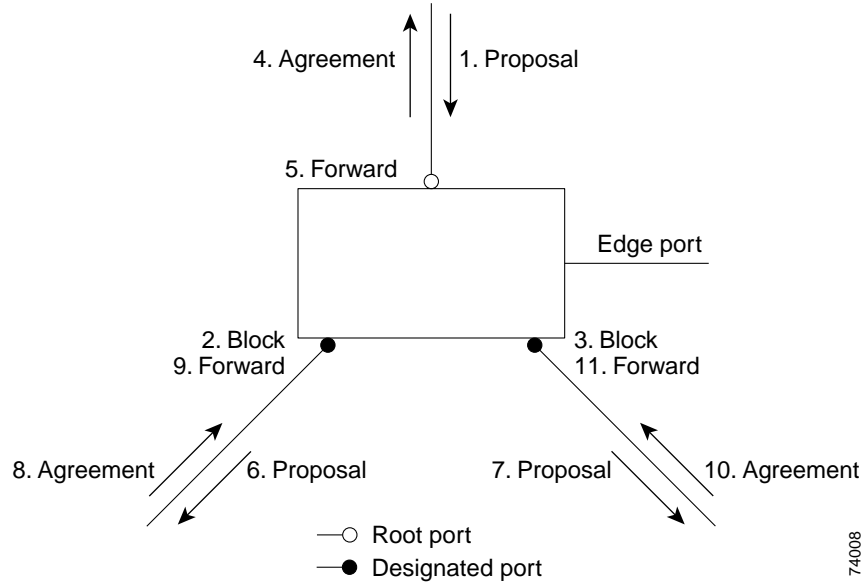 4. Agreement
1. Proposal
5. Forward
Edge port
2. Block
9. Forward
3. Block
11. Forward
8. Agreement
6. Proposal
7. Proposal
10. Agreement
Root port
Designated port
74008